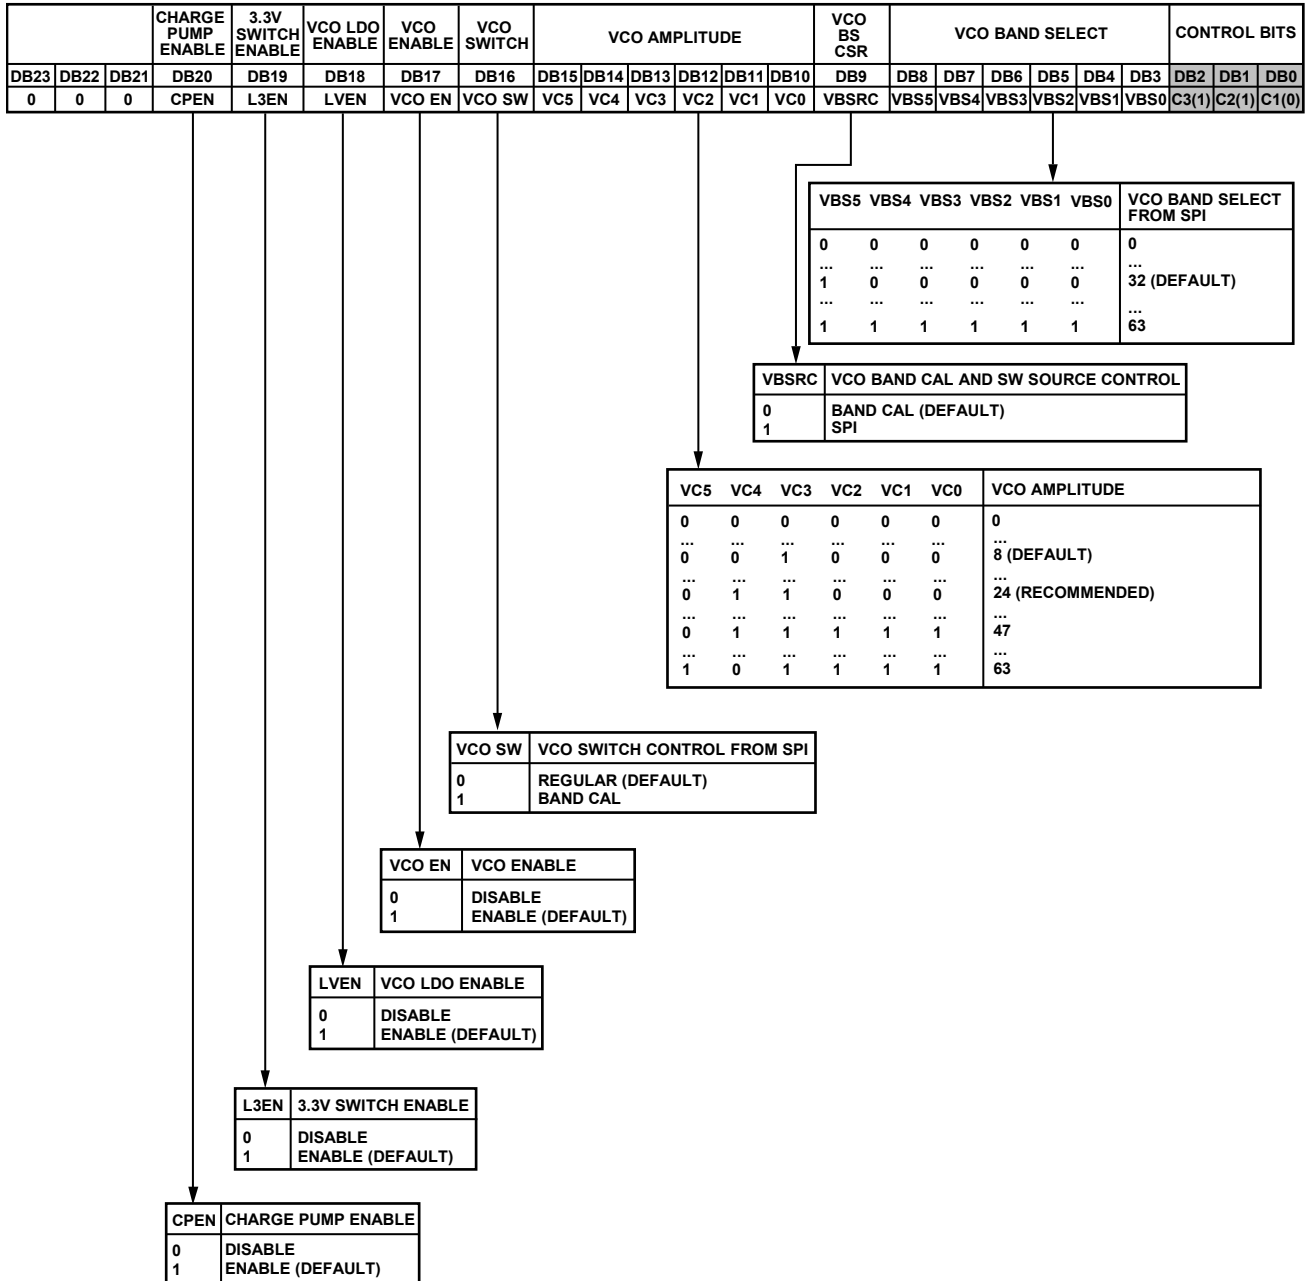 CHARGE PUMP ENABLE 3.3V SWITCH ENABLE VCO LDO ENABLE VCO ENABLE VCO SWITCH VCO AMPLITUDE VCO BS CSR VCO BAND SELECT CONTROL BITS
DB23 DB22 DB21 DB20 DB19 DB18 DB17 DB16 DB15 DB14 DB13 DB12 DB11 DB10 DB9 DB8 DB7 DB6 DB5 DB4 DB3 DB2 DB1 DB0
0 0 0 CPEN L3EN LVEN VCO EN VCO SW VC5 VC4 VC3 VC2 VC1 VC0 VBSRC VBS5 VBS4 VBS3 VBS2 VBS1 VBS0 C3(1) C2(1) C1(0)
VBS5 VBS4 VBS3 VBS2 VBS1 VBS0 VCO BAND SELECT FROM SPI
0 0 0 0 0 0 0
... ... ... ... ... ... ...
1 0 0 0 0 0 32 (DEFAULT)
... ... ... ... ... ... ...
1 1 1 1 1 1 63
VBSRC VCO BAND CAL AND SW SOURCE CONTROL
0 BAND CAL (DEFAULT)
1 SPI
VC5 VC4 VC3 VC2 VC1 VC0 VCO AMPLITUDE
0 0 0 0 0 0 0
... ... ... ... ... ... ...
0 0 1 0 0 0 8 (DEFAULT)
... ... ... ... ... ... ...
0 1 1 0 0 0 24 (RECOMMENDED)
... ... ... ... ... ... ...
0 1 1 1 1 1 47
... ... ... ... ... ... ...
1 0 1 1 1 1 63
VCO SW VCO SWITCH CONTROL FROM SPI
0 REGULAR (DEFAULT)
1 BAND CAL
VCO EN VCO ENABLE
0 DISABLE
1 ENABLE (DEFAULT)
LVEN VCO LDO ENABLE
0 DISABLE
1 ENABLE (DEFAULT)
L3EN 3.3V SWITCH ENABLE
0 DISABLE
1 ENABLE (DEFAULT)
CPEN CHARGE PUMP ENABLE
0 DISABLE
1 ENABLE (DEFAULT)